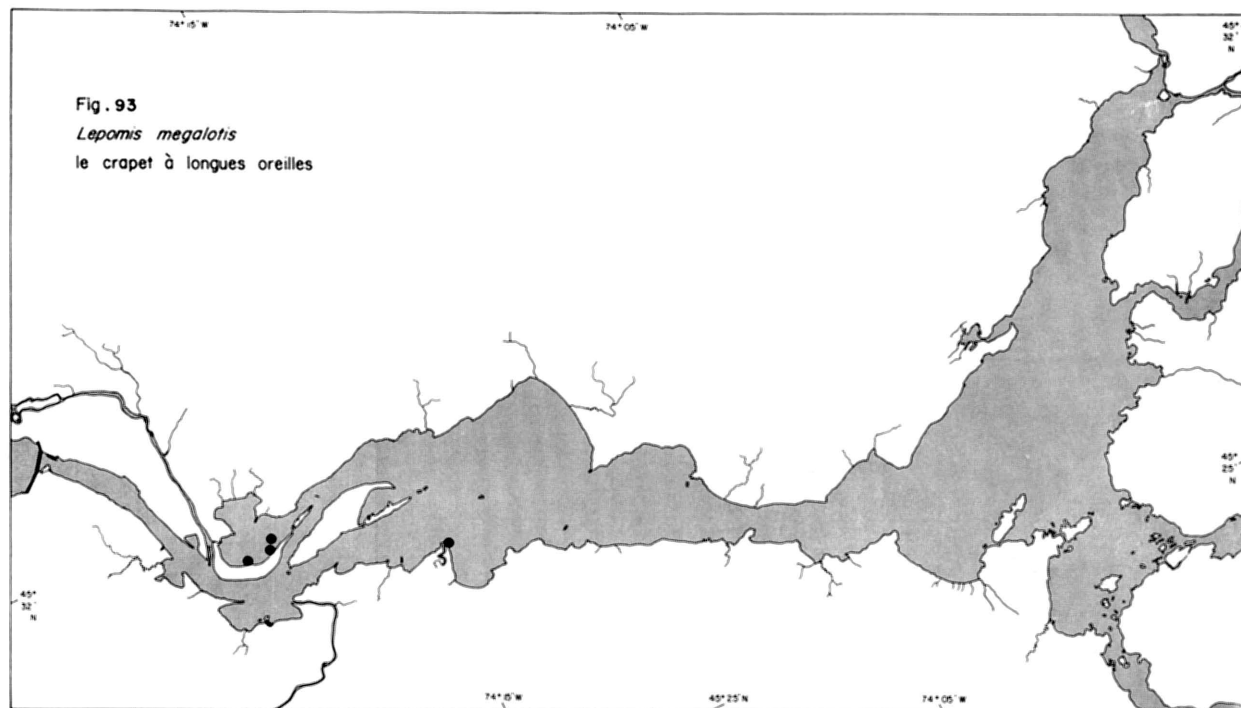 74°15'W
74°05'W
45°
32'
N
Fig. 93
Lepomis megalotis
le crapet à longues oreilles
45°
25'
N
45°
32'
N
74°15'W
45°25'N
74°05'W